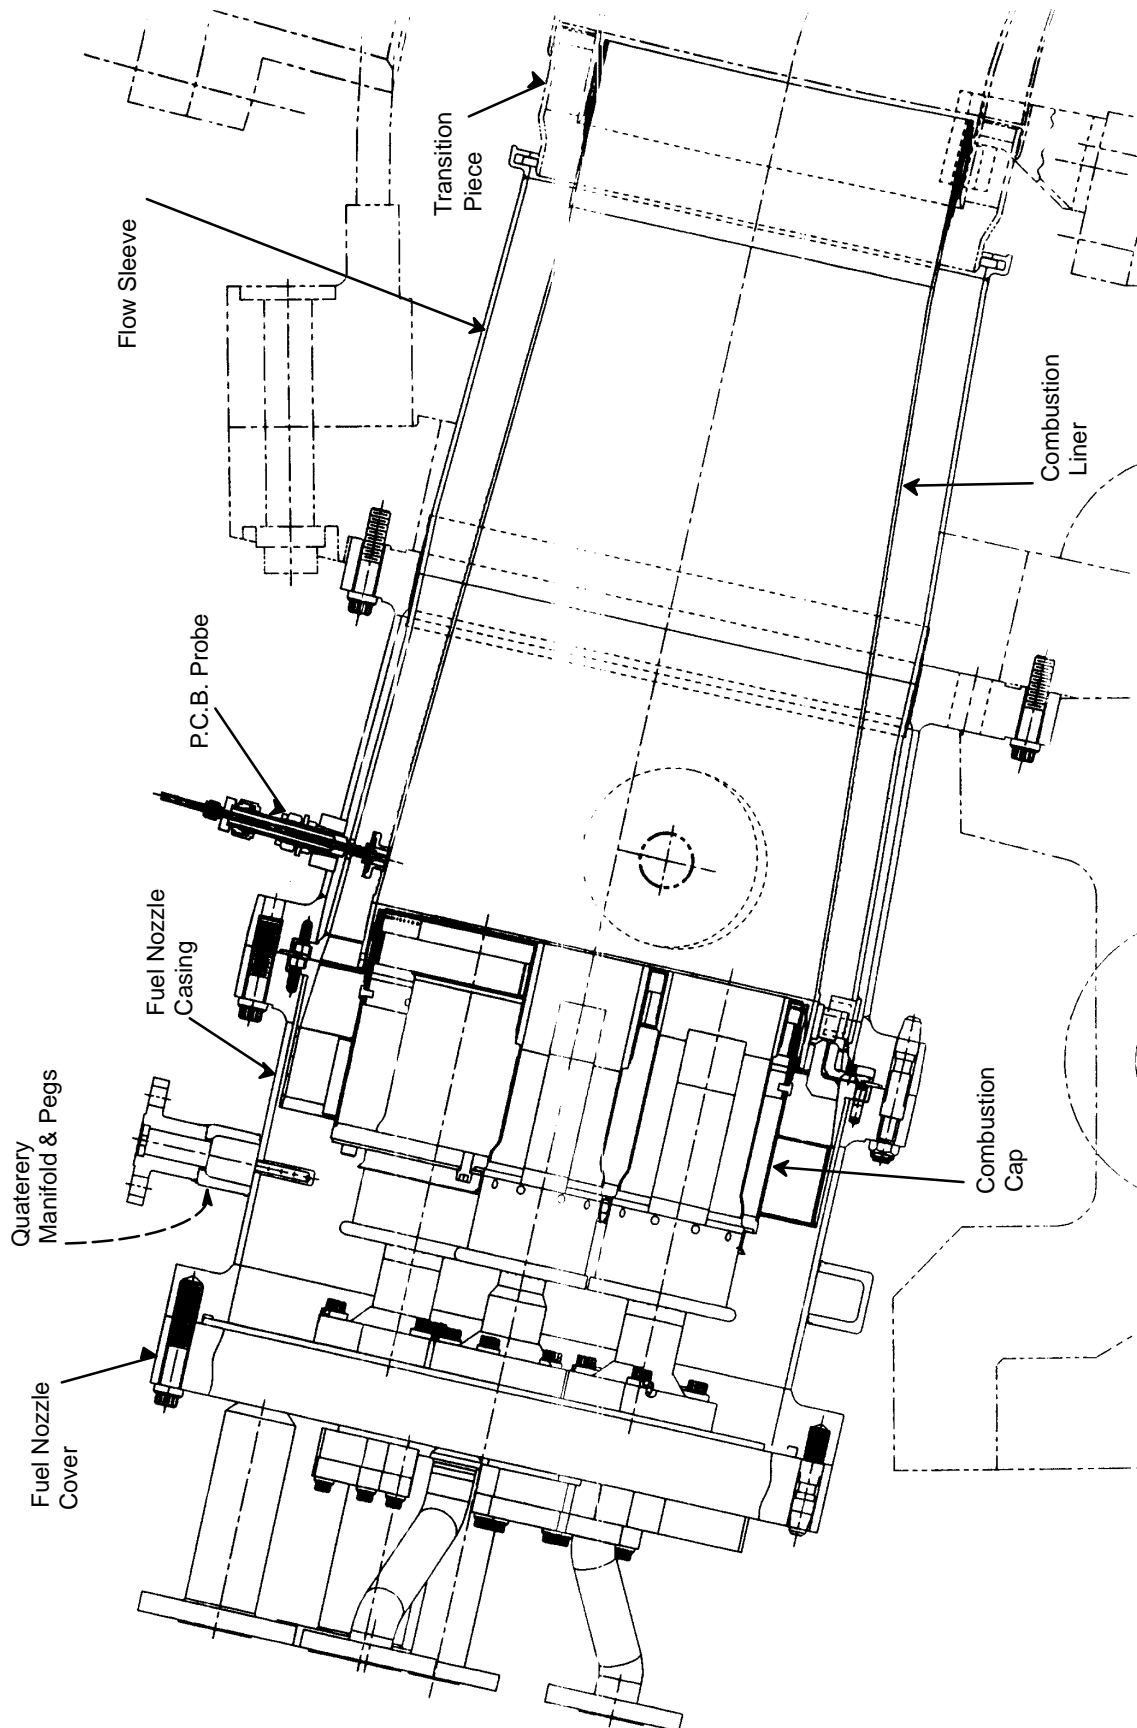 Quaterery
Manifold & Pegs
Fuel Nozzle
Cover
Fuel Nozzle
Casing
P.C.B. Probe
Flow Sleeve
Transition
Piece
Combustion
Liner
Combustion
Cap